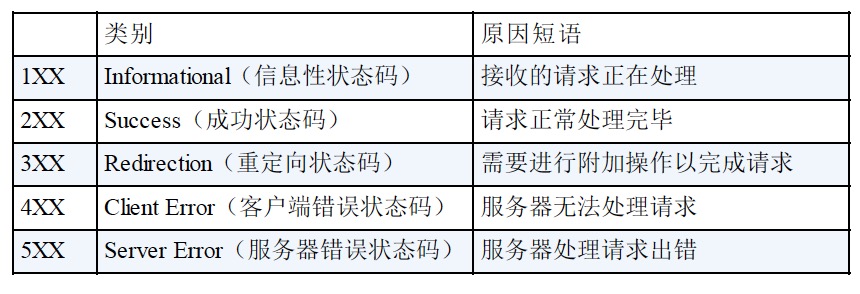 类别 原因短语
1XX Informational（信息性状态码） 接收的请求正在处理
2XX Success（成功状态码） 请求正常处理完毕
3XX Redirection（重定向状态码） 需要进行附加操作以完成请求
4XX Client Error（客户端错误状态码） 服务器无法处理请求
5XX Server Error（服务器错误状态码） 服务器处理请求出错